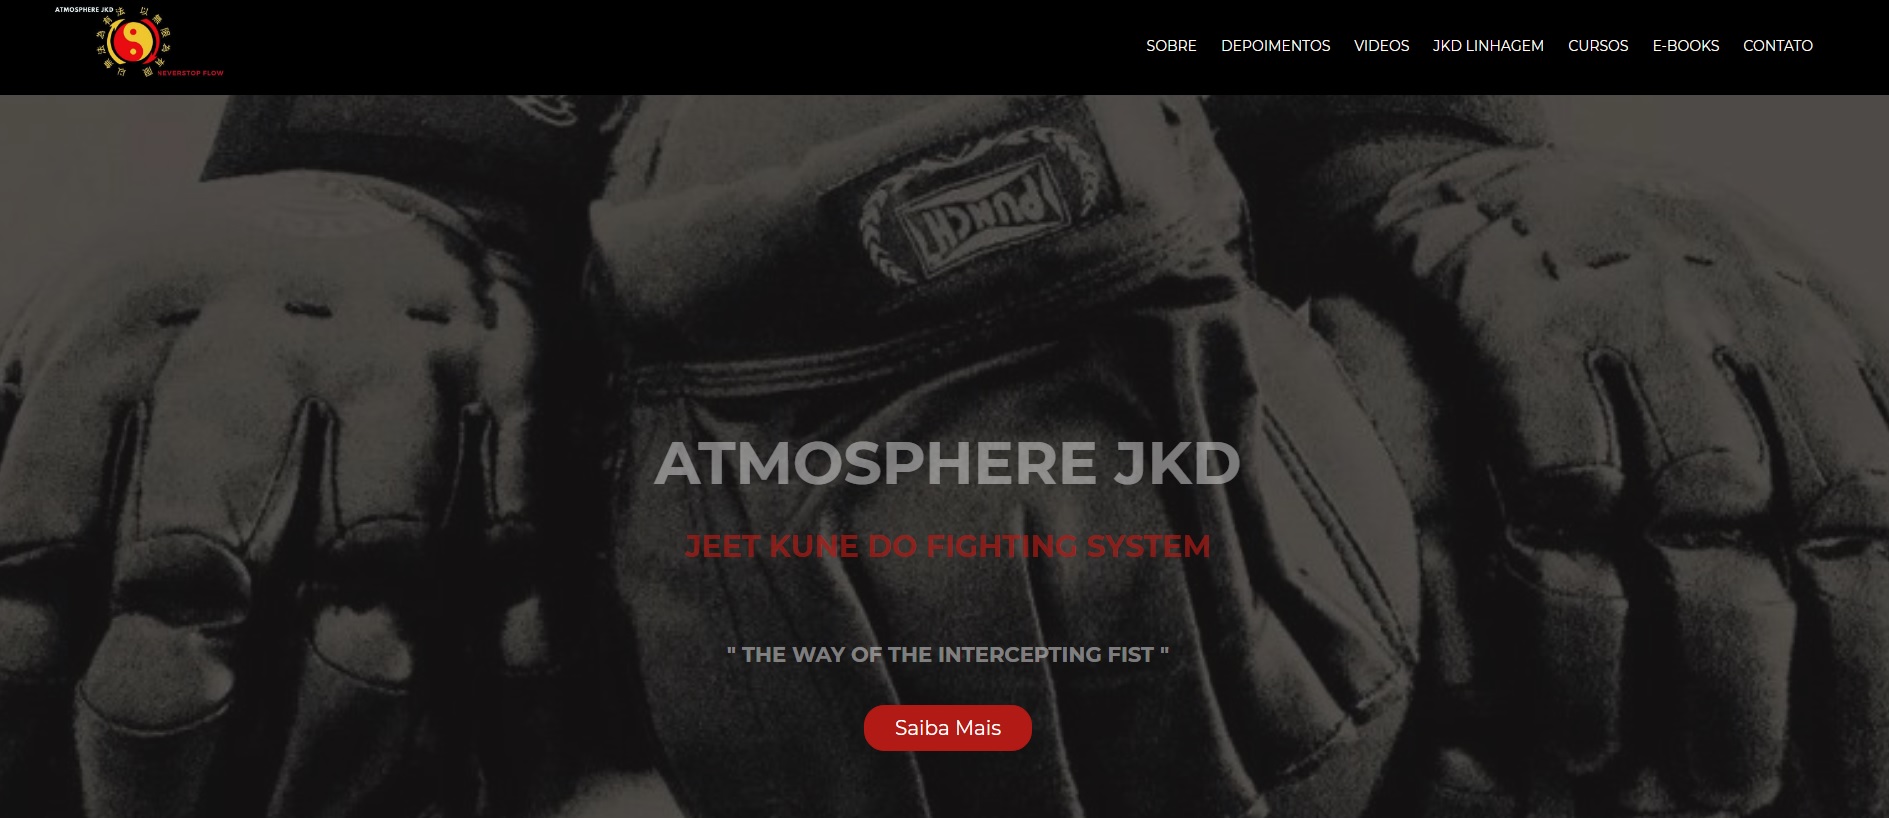 ATMOSPHERE JKD
NEVERSTOP FLOW
SOBRE DEPOIMENTOS VIDEOS JKD LINHAGEM CURSOS E-BOOKS CONTATO
PUNCH
ATMOSPHERE JKD
JEET KUNE DO FIGHTING SYSTEM
" THE WAY OF THE INTERCEPTING FIST "
Saiba Mais